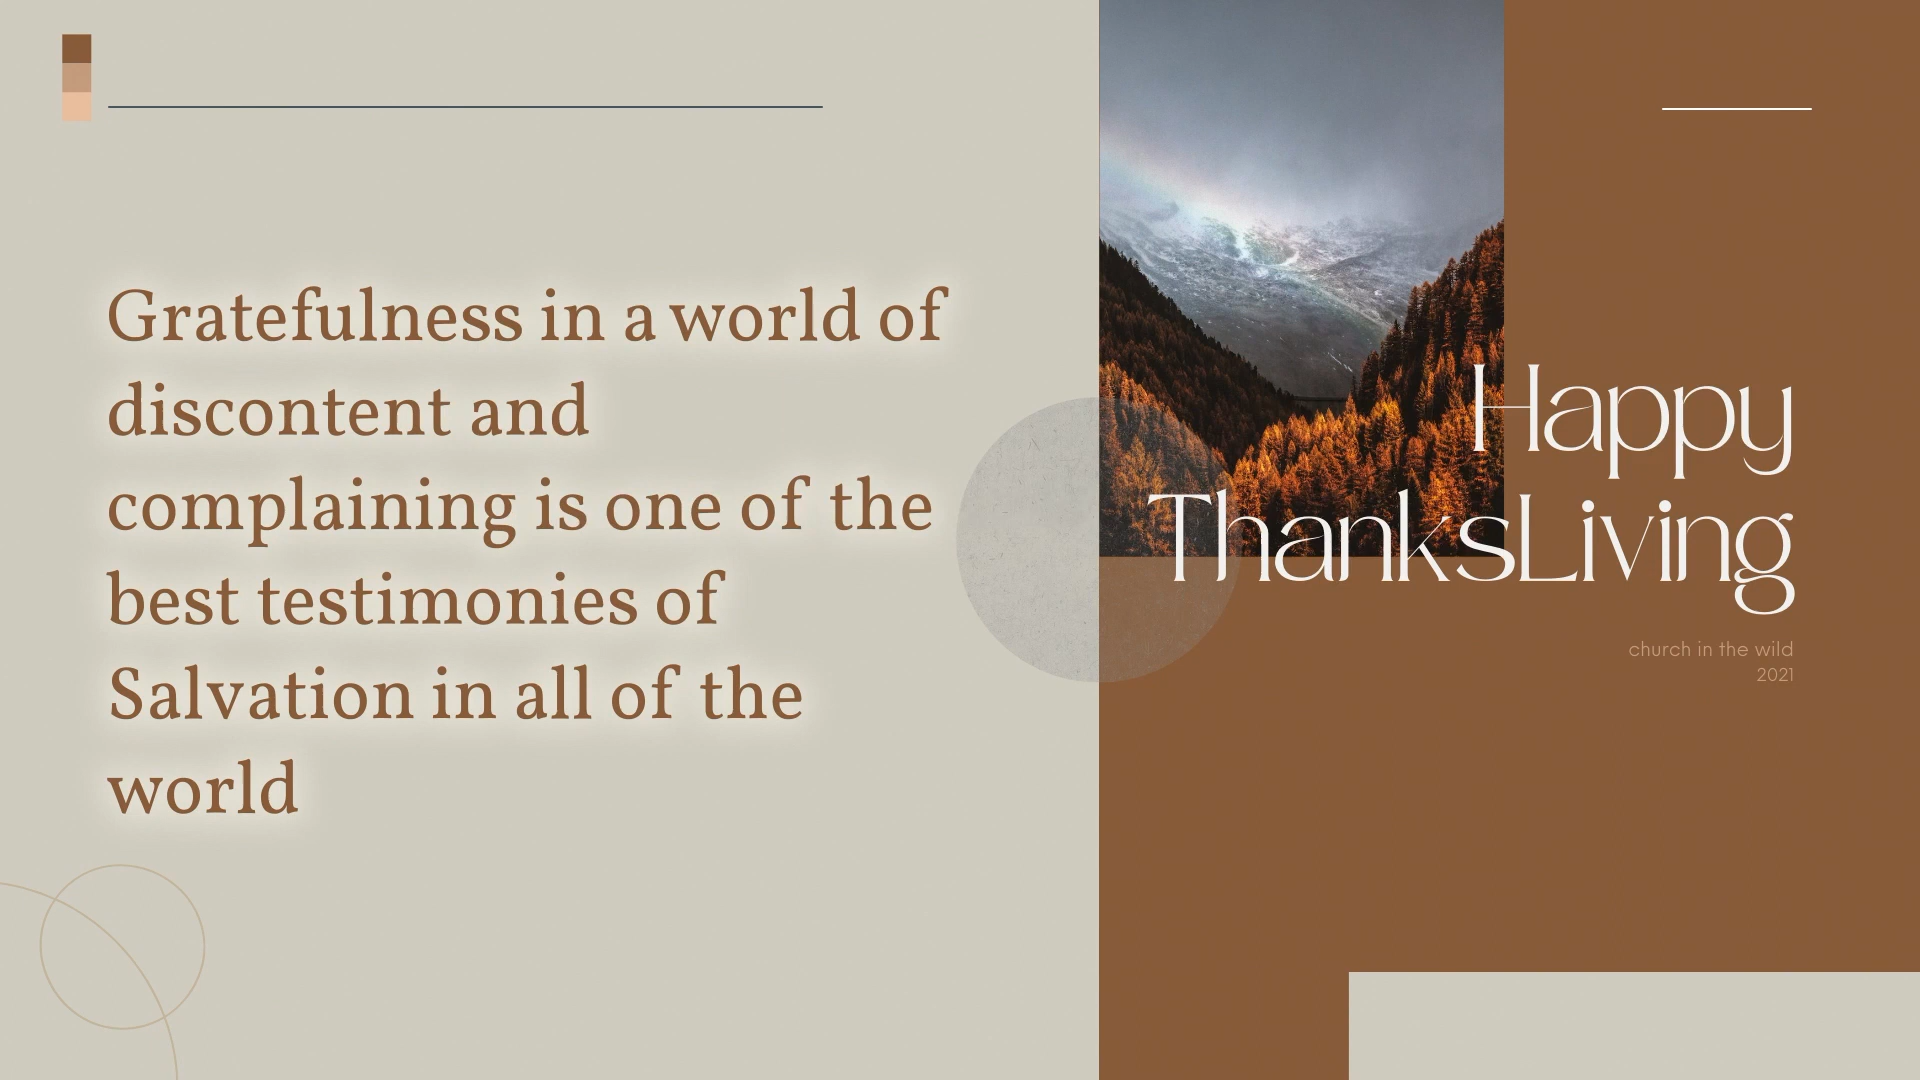 Gratefulness in a world of
discontent and
complaining is one of the
best testimonies of
Salvation in all of the
world
Happy
ThanksLiving
church in the wild
2021